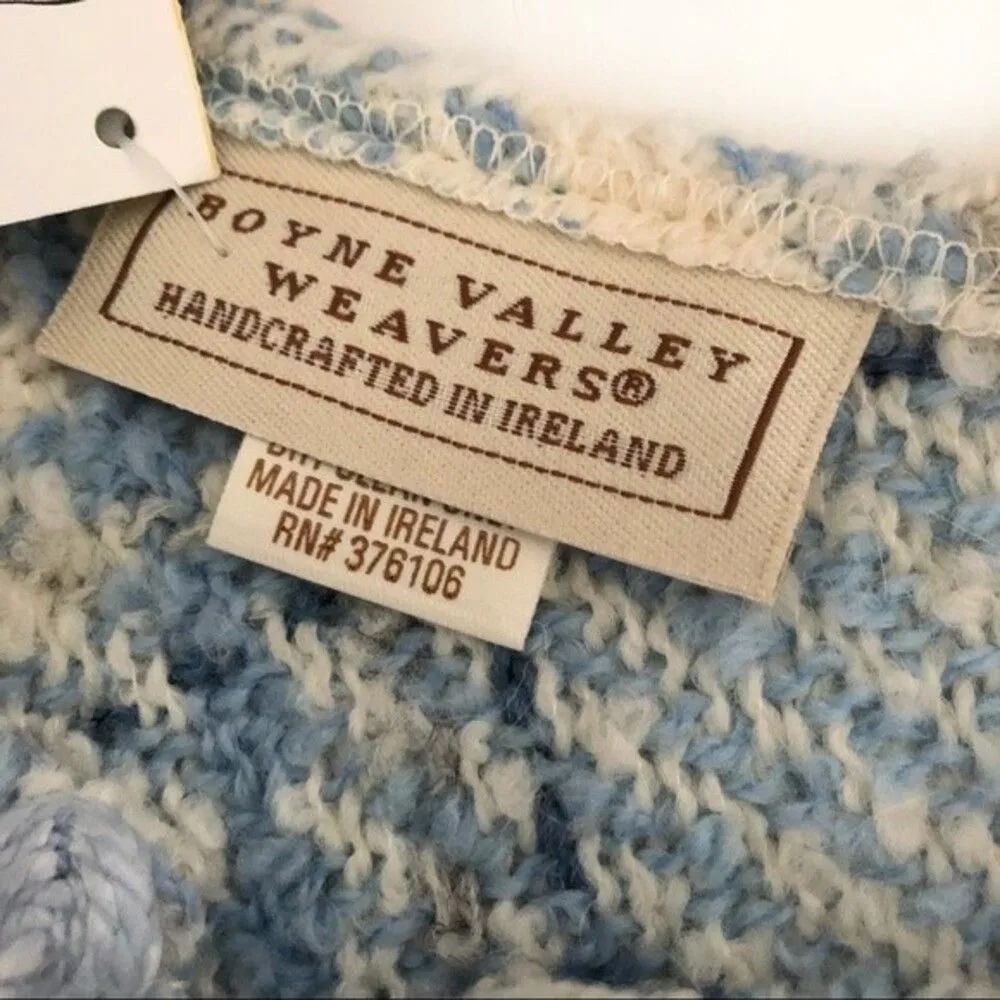 BOYNE VALLEY
WEAVERS®
HANDCRAFTED IN IRELAND
MADE IN IRELAND
RN# 376106